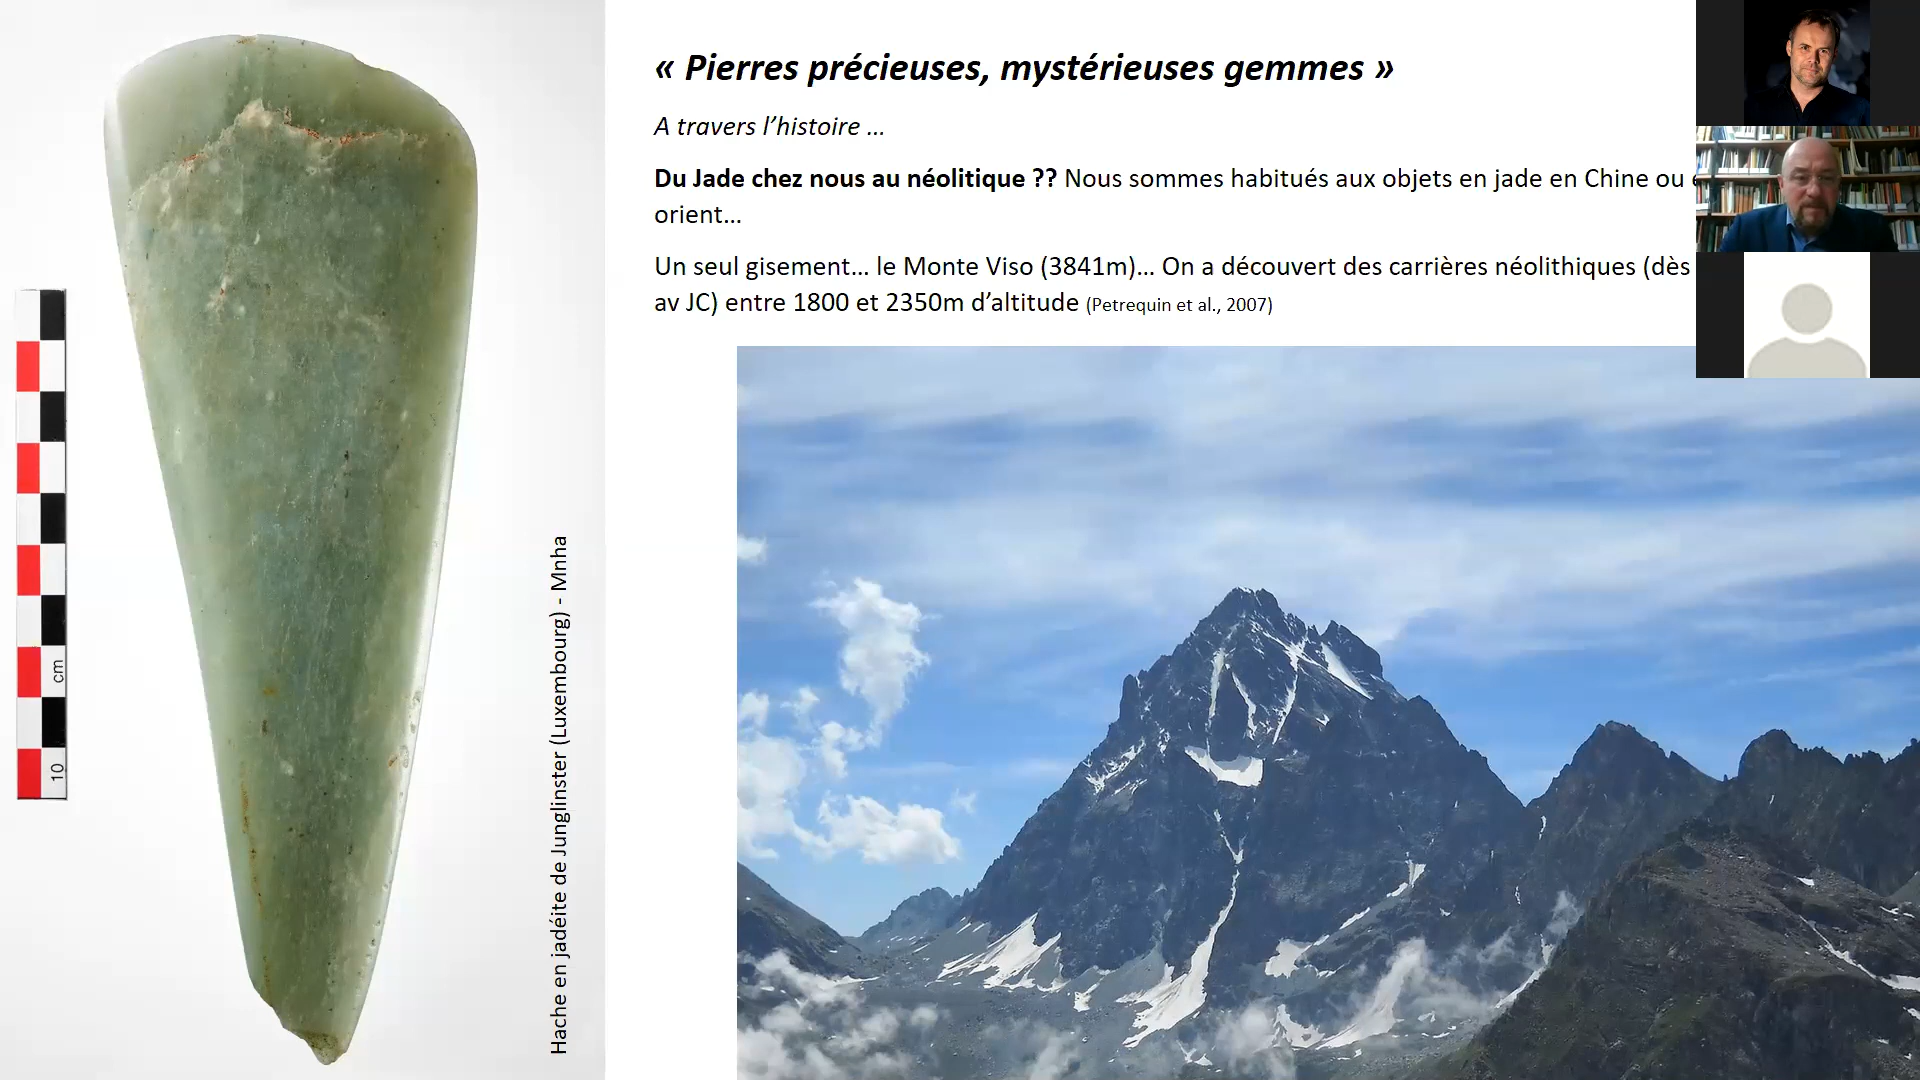 « Pierres précieuses, mystérieuses gemmes »
A travers l’histoire ...
Du Jade chez nous au néolitique ?? Nous sommes habitués aux objets en jade en Chine ou
orient...
Un seul gisement... le Monte Viso (3841m)... On a découvert des carrières néolithiques (dès
av JC) entre 1800 et 2350m d’altitude (Petrequin et al., 2007)
Hache en jadéite de Junglinster (Luxembourg) - Mnha
cm
10